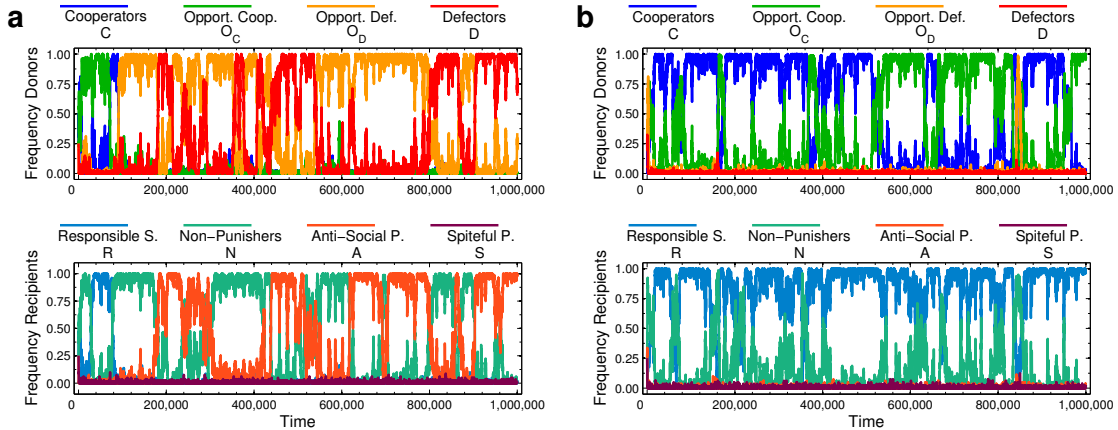 a
Cooperators Opport. Coop. Opport. Def. Defectors
C O_C O_D D
Frequency Donors
1.00
0.75
0.50
0.25
0.00
0 200,000 400,000 600,000 800,000 1,000,000
Responsible S. Non-Punishers Anti-Social P. Spiteful P.
R N A S
Frequency Recipients
1.00
0.75
0.50
0.25
0.00
0 200,000 400,000 600,000 800,000 1,000,000
Time
b
Cooperators Opport. Coop. Opport. Def. Defectors
C O_C O_D D
Frequency Donors
1.00
0.75
0.50
0.25
0.00
0 200,000 400,000 600,000 800,000 1,000,000
Responsible S. Non-Punishers Anti-Social P. Spiteful P.
R N A S
Frequency Recipients
1.00
0.75
0.50
0.25
0.00
0 200,000 400,000 600,000 800,000 1,000,000
Time